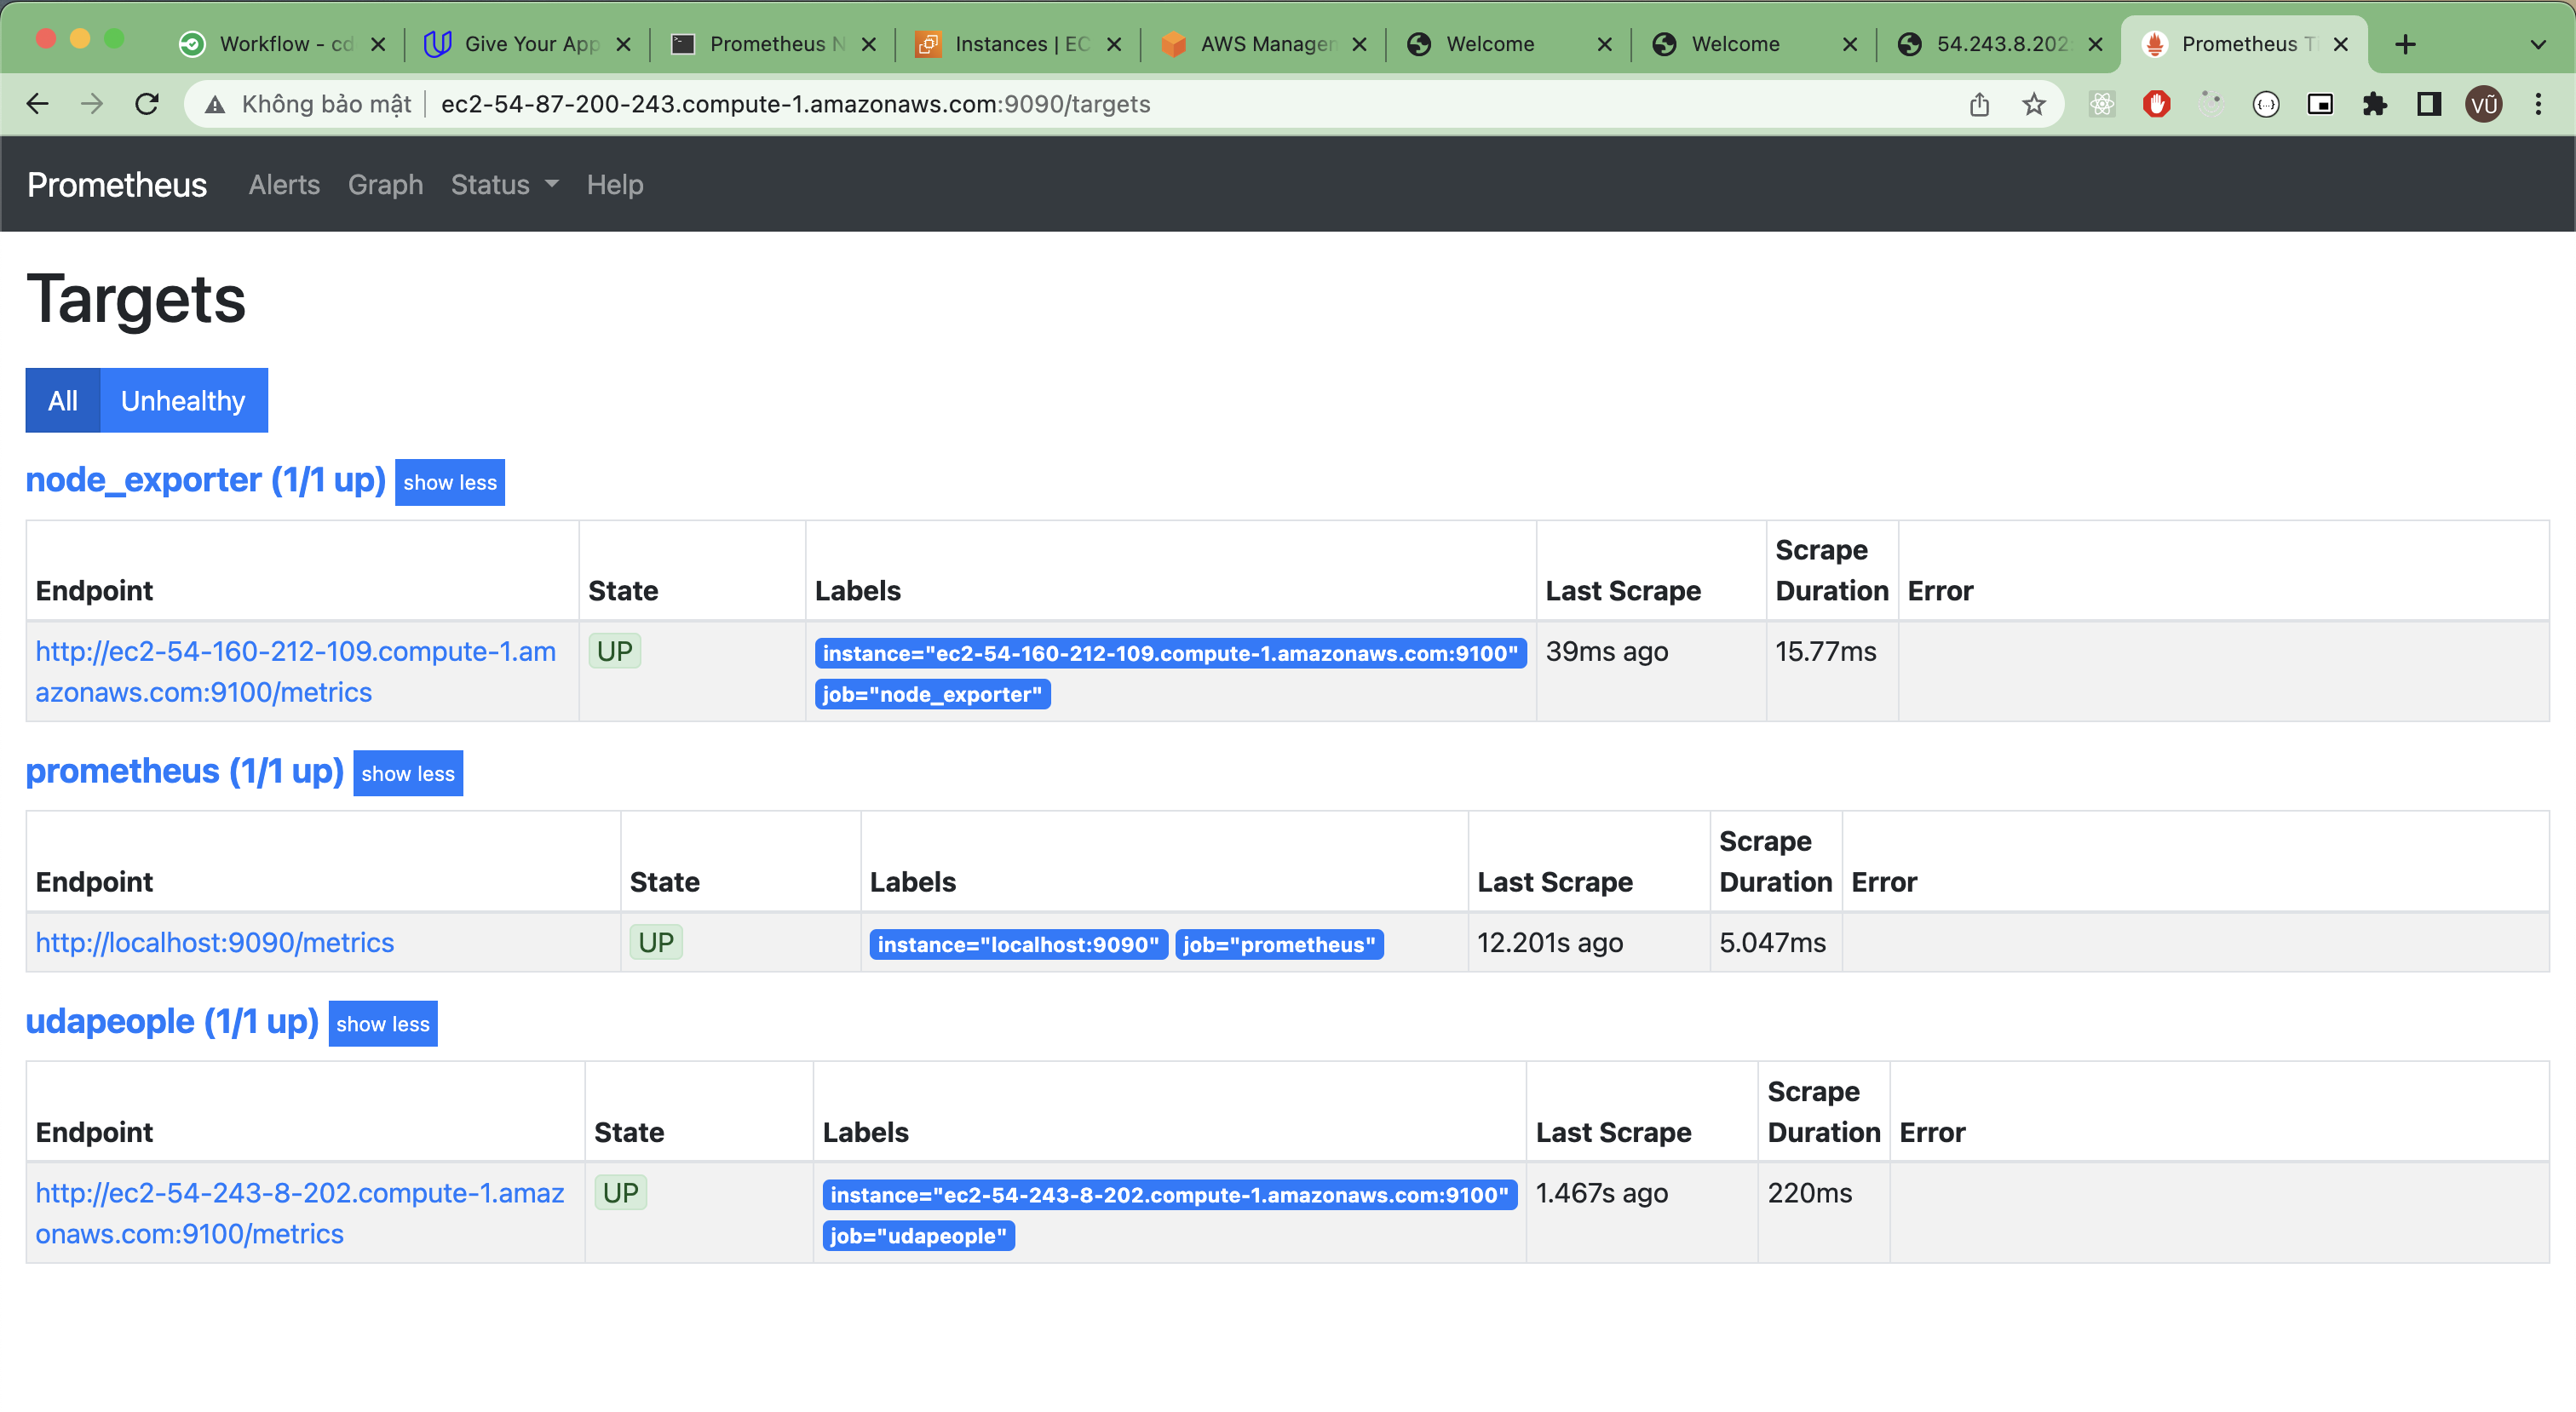 Workflow - cd
Give Your App
Prometheus N
Instances | EC
AWS Managem
Welcome
Welcome
54.243.8.202:
Prometheus Ti
Không bảo mật
ec2-54-87-200-243.compute-1.amazonaws.com:9090/targets
VŨ
Prometheus Alerts Graph Status Help
Targets
All Unhealthy
node_exporter (1/1 up) show less
Endpoint State Labels Last Scrape Scrape Duration Error
http://ec2-54-160-212-109.compute-1.am
azonaws.com:9100/metrics
UP
instance="ec2-54-160-212-109.compute-1.amazonaws.com:9100"
job="node_exporter"
39ms ago
15.77ms
prometheus (1/1 up) show less
Endpoint State Labels Last Scrape Scrape Duration Error
http://localhost:9090/metrics UP instance="localhost:9090" job="prometheus" 12.201s ago 5.047ms
udapeople (1/1 up) show less
Endpoint State Labels Last Scrape Scrape Duration Error
http://ec2-54-243-8-202.compute-1.amaz
onaws.com:9100/metrics
UP
instance="ec2-54-243-8-202.compute-1.amazonaws.com:9100"
job="udapeople"
1.467s ago
220ms